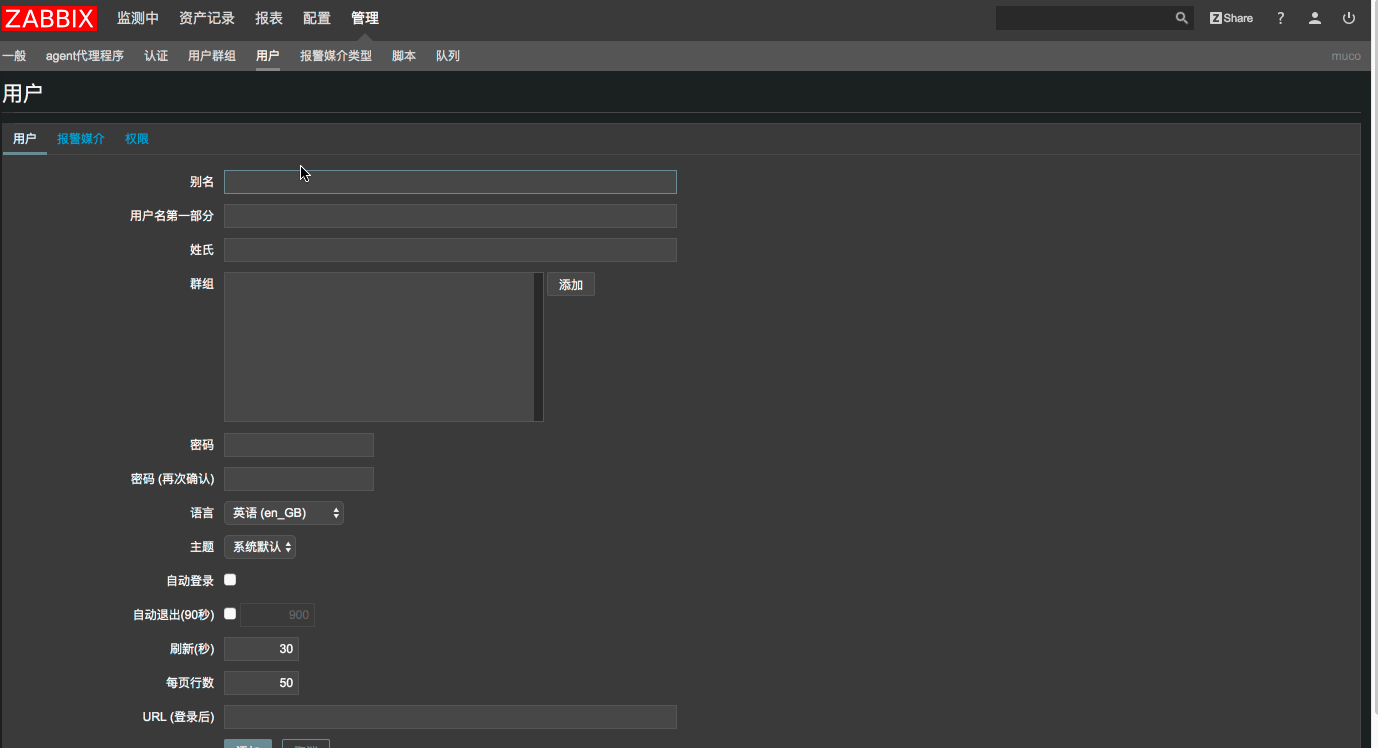 ZABBIX 监测中 资产记录 报表 配置 管理 Z Share ?
一般 agent代理程序 认证 用户群组 用户 报警媒介类型 脚本 队列 muco
用户
用户 报警媒介 权限
别名
用户名第一部分
姓氏
群组 添加
密码
密码 (再次确认)
语言 英语 (en_GB)
主题 系统默认
自动登录
自动退出(90秒) 900
刷新(秒) 30
每页行数 50
URL (登录后)